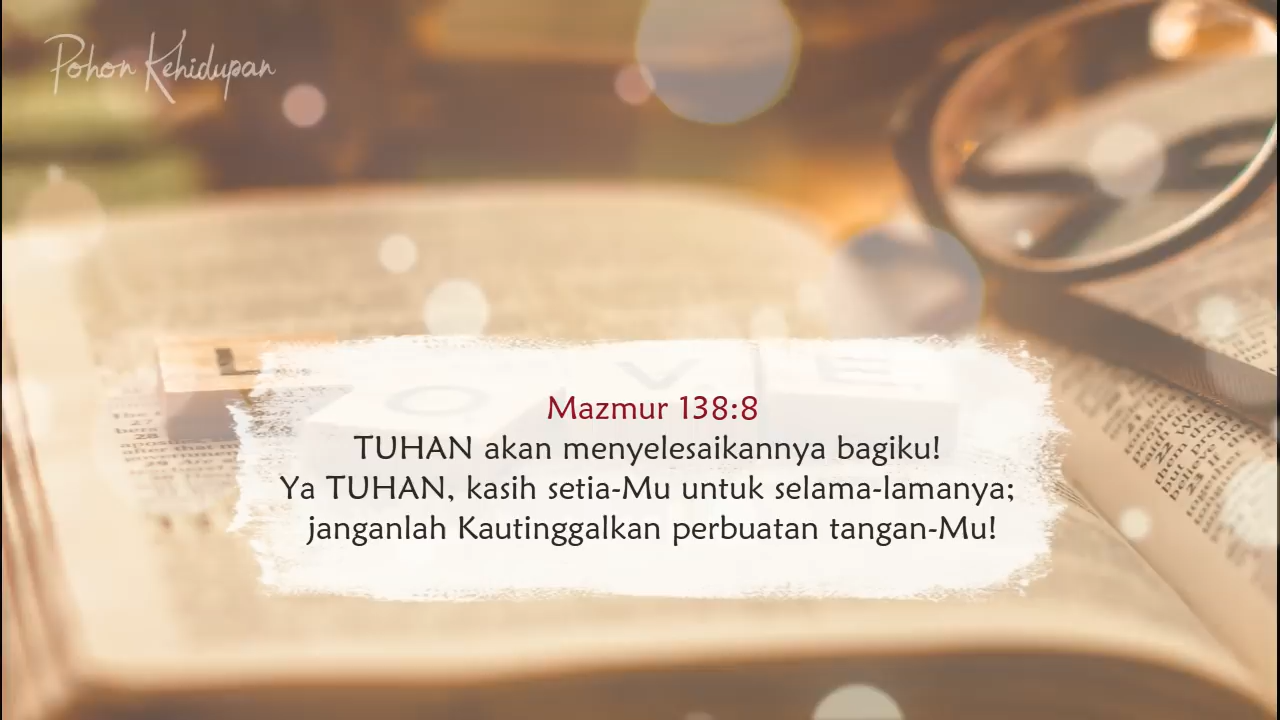 Pohon Kehidupan
L
O V E
Mazmur 138:8
TUHAN akan menyelesaikannya bagiku!
Ya TUHAN, kasih setia-Mu untuk selama-lamanya;
janganlah Kautinggalkan perbuatan tangan-Mu!